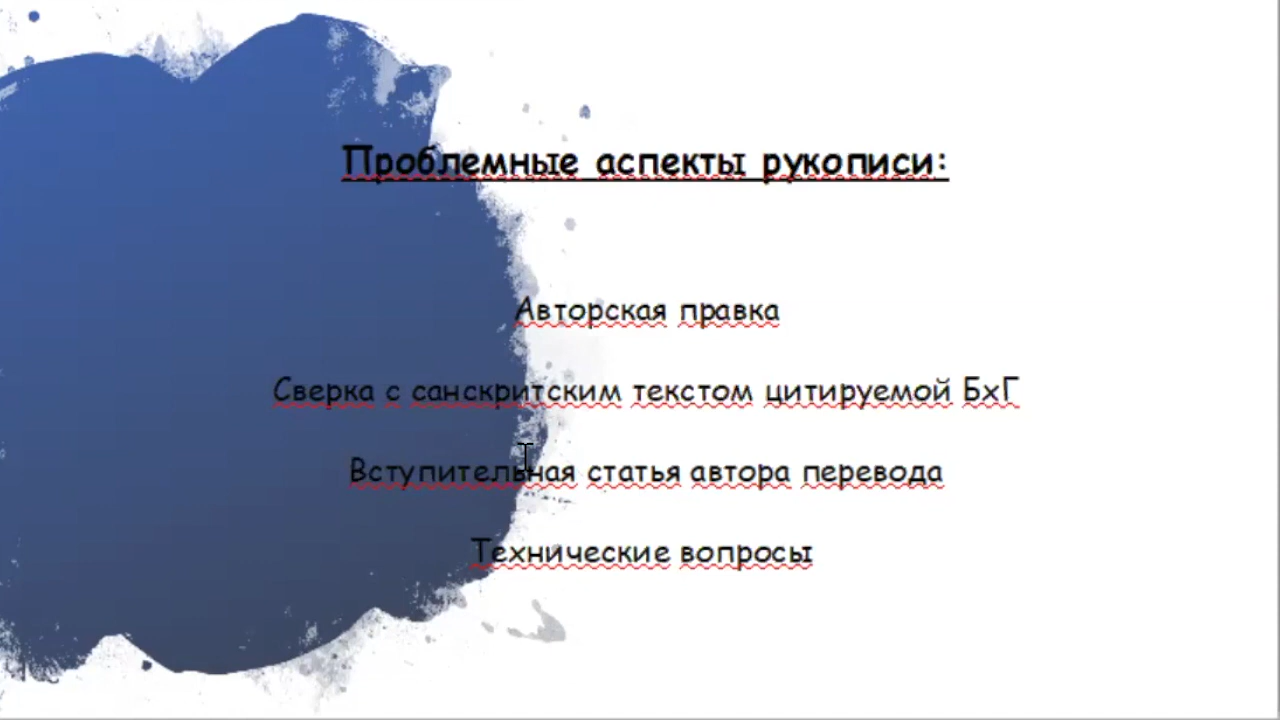 Проблемные аспекты рукописи:
Авторская правка
Сверка с санскритским текстом цитируемой БхГ
Вступительная статья автора перевода
Технические вопросы